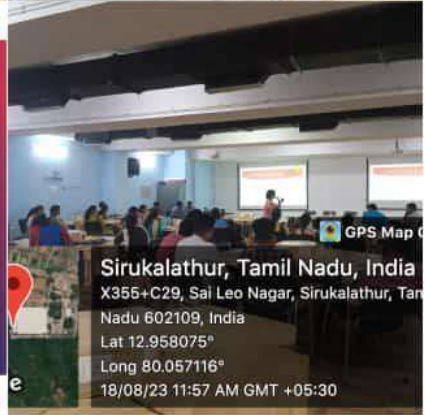 GPS Map C
Sirukalathur, Tamil Nadu, India
X355+C29, Sai Leo Nagar, Sirukalathur, Tam
Nadu 602109, India
Lat 12.958075°
Long 80.057116°
18/08/23 11:57 AM GMT +05:30
e